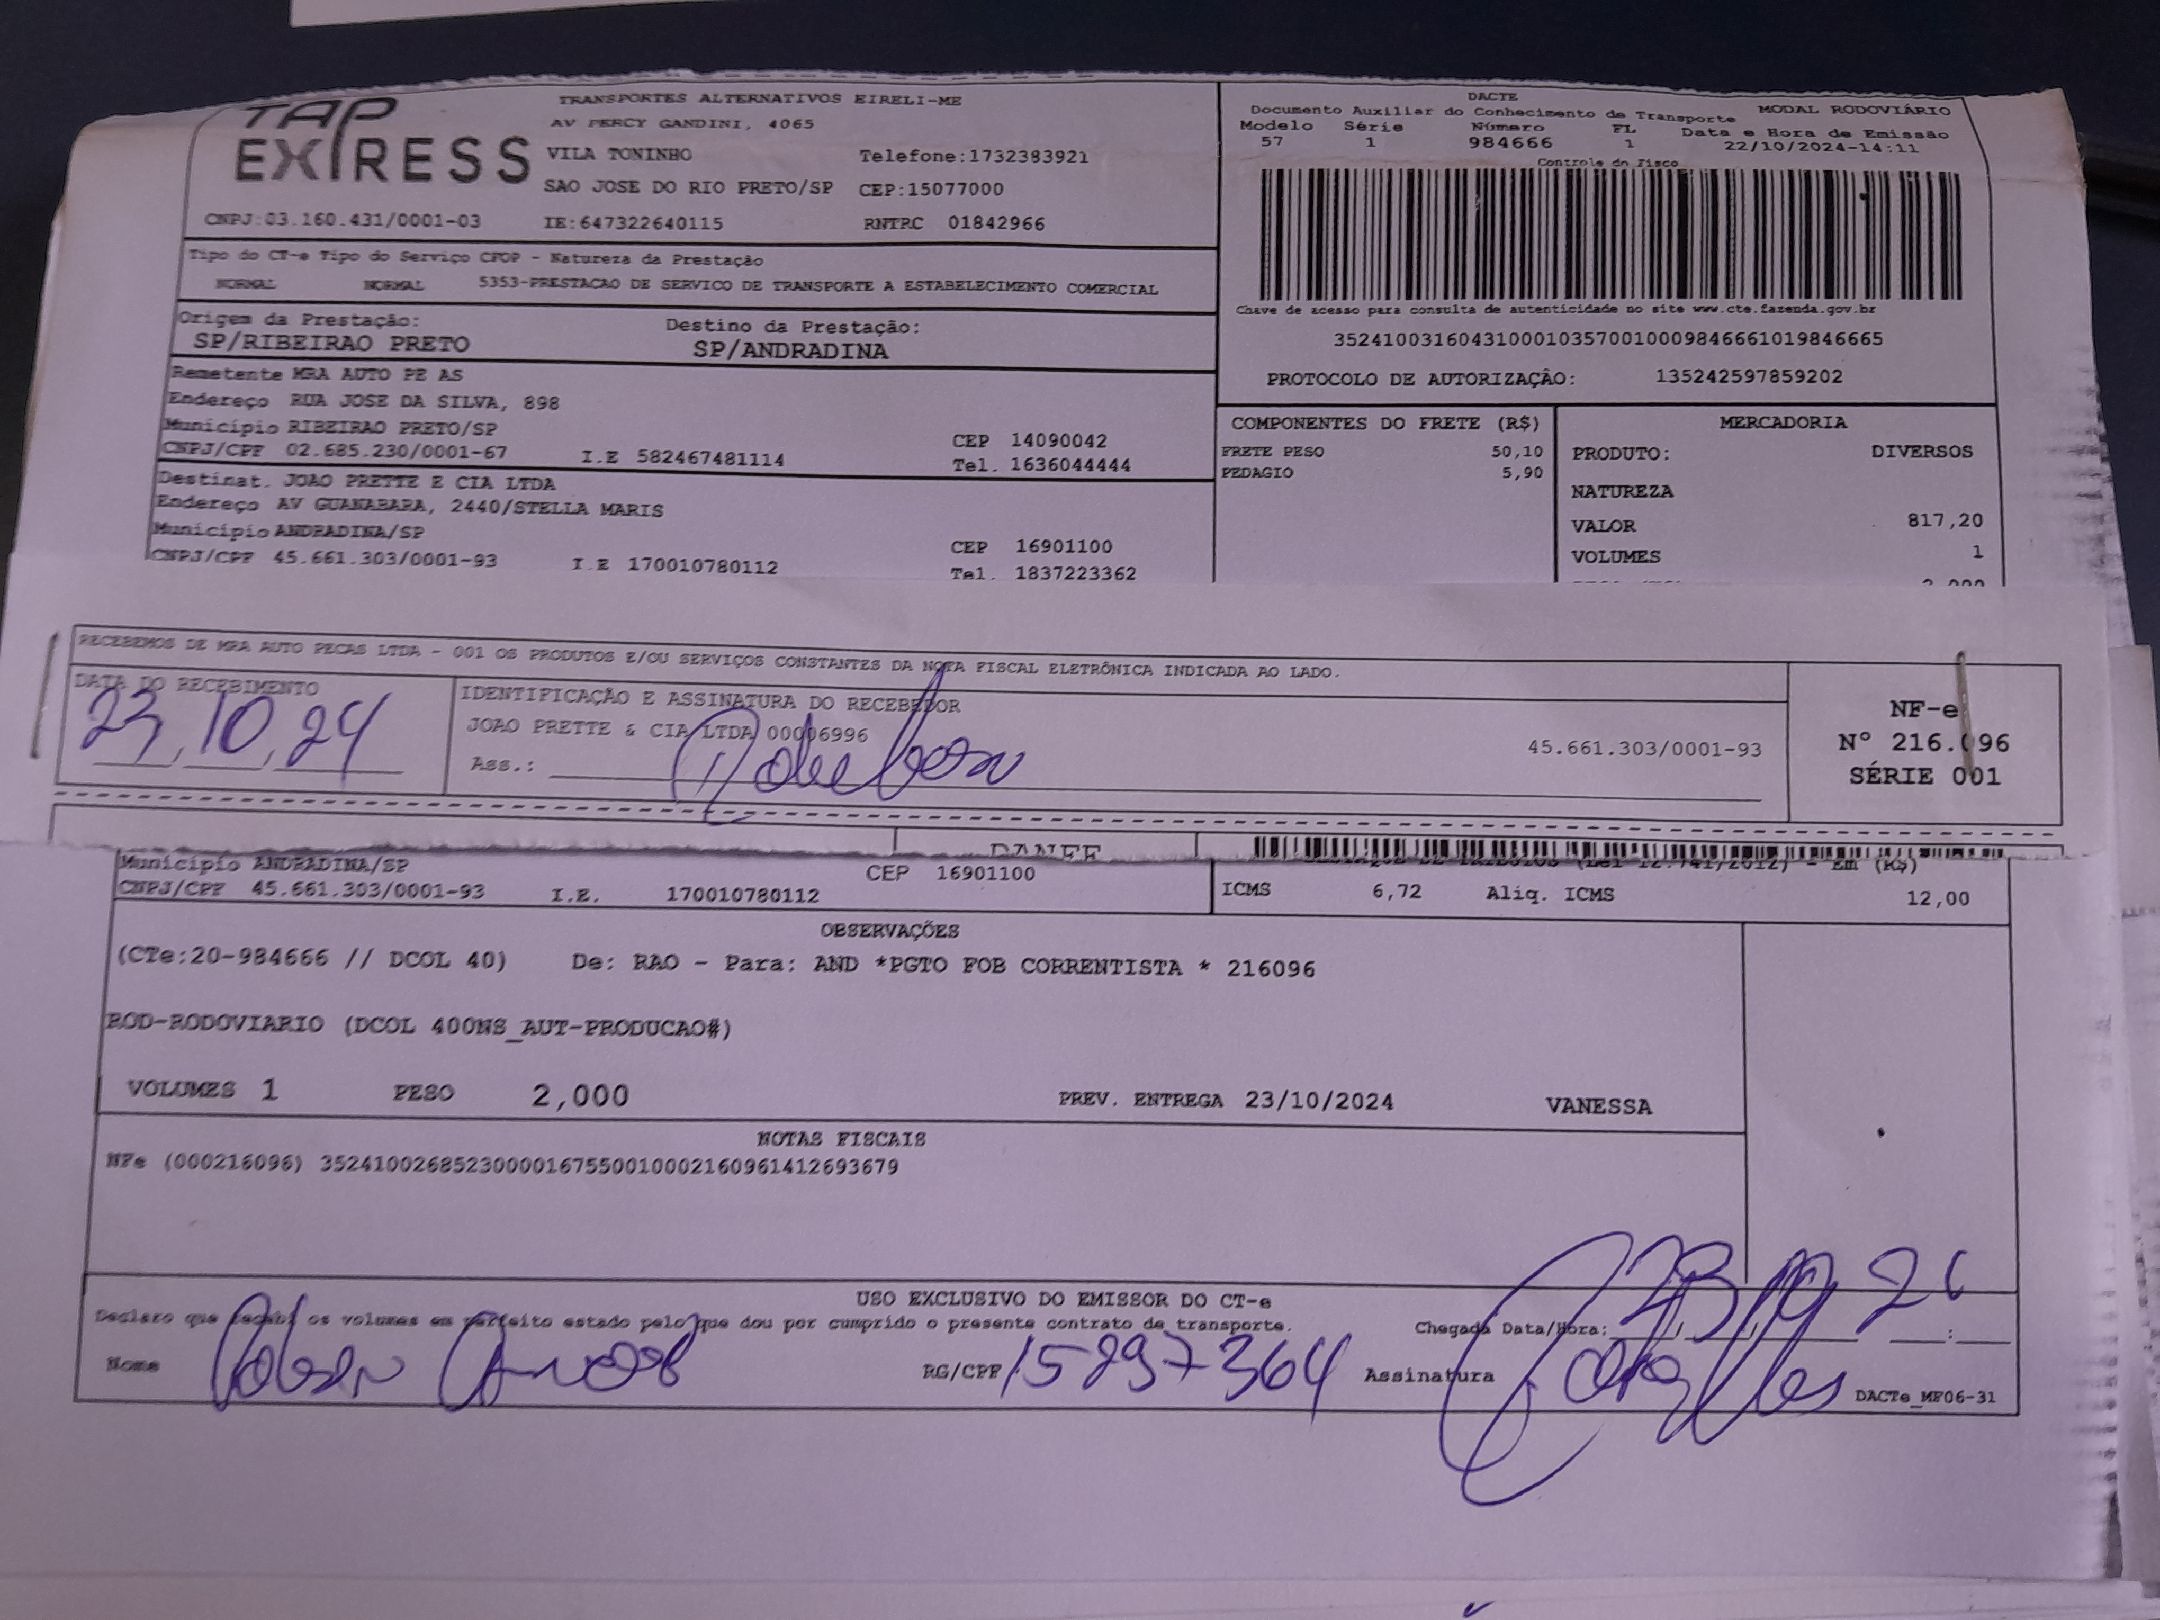 TAP EXPRESS
TRANSPORTES ALTERNATIVOS EIRELI-ME
AV PERCY GANDINI, 4065
VILA TONINHO Telefone:1732383921
SAO JOSE DO RIO PRETO/SP CEP:15077000
CNPJ:03.160.431/0001-03 IE:647322640115 RNTRC 01842966
DACTE
Documento Auxiliar do Conhecimento de Transporte MODAL RODOVIÁRIO
Modelo Série Número FL Data e Hora de Emissão
57 1 984666 1 22/10/2024-14:11
Controle do Fisco
Chave de acesso para consulta de autenticidade no site www.cte.fazenda.gov.br
35241003160431000103570010009846661019846665
PROTOCOLO DE AUTORIZAÇÃO: 135242597859202
Tipo do CT-e Tipo do Serviço CFOP - Natureza da Prestação
NORMAL NORMAL 5353-PRESTACAO DE SERVICO DE TRANSPORTE A ESTABELECIMENTO COMERCIAL
Origem da Prestação: Destino da Prestação:
SP/RIBEIRAO PRETO SP/ANDRADINA
Remetente MRA AUTO PE AS
Endereço RUA JOSE DA SILVA, 898
Município RIBEIRAO PRETO/SP CEP 14090042
CNPJ/CPF 02.685.230/0001-67 I.E 582467481114 Tel. 1636044444
Destinat. JOAO PRETTE E CIA LTDA
Endereço AV GUANABARA, 2440/STELLA MARIS
Município ANDRADINA/SP CEP 16901100
CNPJ/CPF 45.661.303/0001-93 I.E 170010780112 Tel. 1837223362
COMPONENTES DO FRETE (R$)
FRETE PESO 50,10
PEDAGIO 5,90
MERCADORIA
PRODUTO: DIVERSOS
NATUREZA
VALOR 817,20
VOLUMES 1
2,000
RECEBEMOS DE MRA AUTO PECAS LTDA - 001 OS PRODUTOS E/OU SERVIÇOS CONSTANTES DA NOTA FISCAL ELETRÔNICA INDICADA AO LADO.
DATA DO RECEBIMENTO
23,10,24
IDENTIFICAÇÃO E ASSINATURA DO RECEBEDOR
JOAO PRETTE & CIA LTDA 00006996 45.661.303/0001-93
Ass.:
NF-e
Nº 216.096
SÉRIE 001
DANFE
Município ANDRADINA/SP CEP 16901100
CNPJ/CPF 45.661.303/0001-93 I.E. 170010780112
(Lei 12.741/2012) - Em (R$)
ICMS 6,72 Aliq. ICMS 12,00
OBSERVAÇÕES
(CTe:20-984666 // DCOL 40) De: RAO - Para: AND *PGTO FOB CORRENTISTA * 216096
ROD-RODOVIARIO (DCOL 400NS_AUT-PRODUCAO#)
VOLUMES 1 PESO 2,000 PREV. ENTREGA 23/10/2024 VANESSA
NOTAS FISCAIS
NFe (000216096) 35241002685230000167550010002160961412693679
USO EXCLUSIVO DO EMISSOR DO CT-e
Declaro que recebi os volumes em perfeito estado pelo que dou por cumprido o presente contrato de transporte. Chegada Data/Hora: 23 10 24
Nome RG/CPF 15897364 Assinatura
DACTe_MF06-31